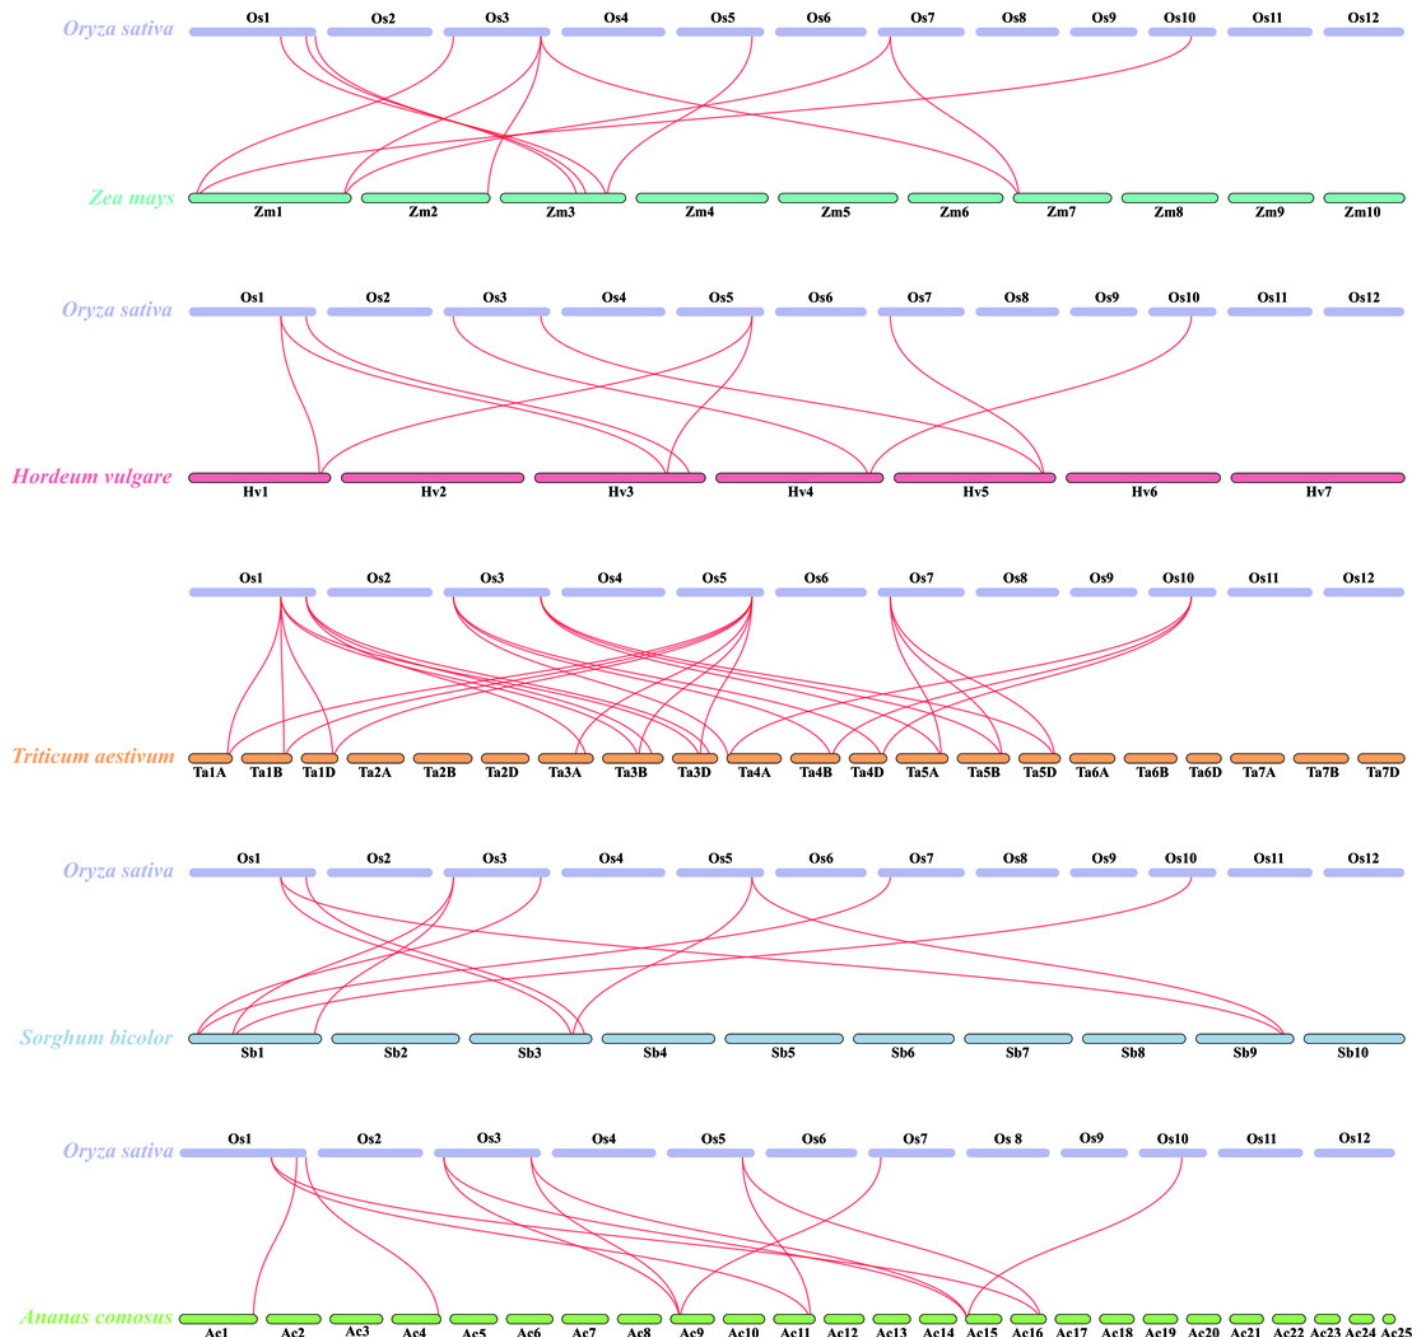 Os1 Os2 Os3 Os4 Os5 Os6 Os7 Os8 Os9 Os10 Os11 Os12
Oryza sativa
Zea mays
Zm1 Zm2 Zm3 Zm4 Zm5 Zm6 Zm7 Zm8 Zm9 Zm10
Os1 Os2 Os3 Os4 Os5 Os6 Os7 Os8 Os9 Os10 Os11 Os12
Oryza sativa
Hordeum vulgare
Hv1 Hv2 Hv3 Hv4 Hv5 Hv6 Hv7
Os1 Os2 Os3 Os4 Os5 Os6 Os7 Os8 Os9 Os10 Os11 Os12
Oryza sativa
Triticum aestivum
Ta1A Ta1B Ta1D Ta2A Ta2B Ta2D Ta3A Ta3B Ta3D Ta4A Ta4B Ta4D Ta5A Ta5B Ta5D Ta6A Ta6B Ta6D Ta7A Ta7B Ta7D
Os1 Os2 Os3 Os4 Os5 Os6 Os7 Os8 Os9 Os10 Os11 Os12
Oryza sativa
Sorghum bicolor
Sb1 Sb2 Sb3 Sb4 Sb5 Sb6 Sb7 Sb8 Sb9 Sb10
Os1 Os2 Os3 Os4 Os5 Os6 Os7 Os 8 Os9 Os10 Os11 Os12
Oryza sativa
Ananas comosus
Ac1 Ac2 Ac3 Ac4 Ac5 Ac6 Ac7 Ac8 Ac9 Ac10 Ac11 Ac12 Ac13 Ac14 Ac15 Ac16 Ac17 Ac18 Ac19 Ac20 Ac21 Ac22 Ac23 Ac24 Ac25